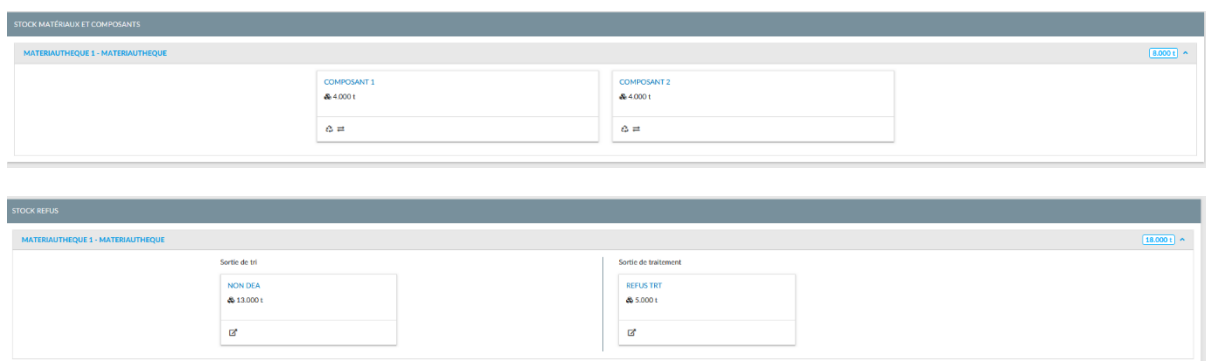 STOCK MATÉRIAUX ET COMPOSANTS
MATERIAUTHEQUE 1 - MATERIAUTHEQUE 8.000 t
COMPOSANT 1 COMPOSANT 2
4.000 t 4.000 t
STOCK REFUS
MATERIAUTHEQUE 1 - MATERIAUTHEQUE 18.000 t
Sortie de tri Sortie de traitement
NON DEA REFUS TRT
13.000 t 5.000 t